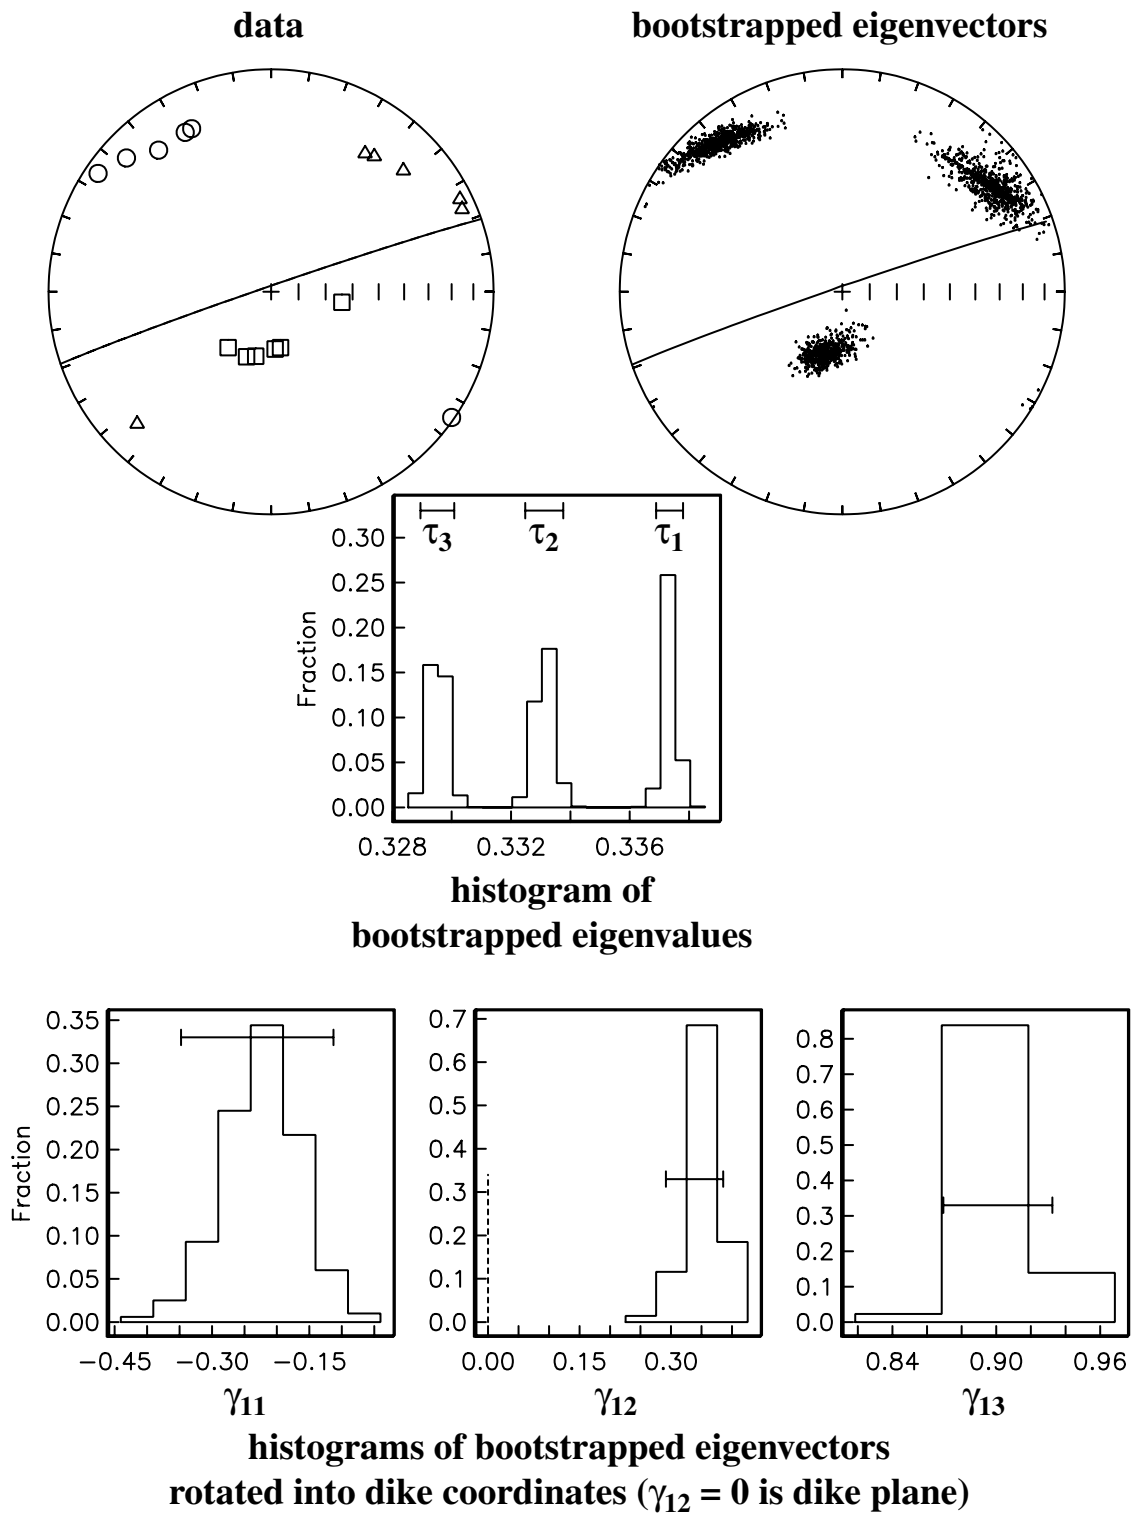 data
bootstrapped eigenvectors
τ3 τ2 τ1
Fraction
0.30
0.25
0.20
0.15
0.10
0.05
0.00
0.328 0.332 0.336
histogram of
bootstrapped eigenvalues
Fraction
0.35
0.30
0.25
0.20
0.15
0.10
0.05
0.00
−0.45 −0.30 −0.15
γ11
0.7
0.6
0.5
0.4
0.3
0.2
0.1
0.0
0.00 0.15 0.30
γ12
0.8
0.7
0.6
0.5
0.4
0.3
0.2
0.1
0.0
0.84 0.90 0.96
γ13
histograms of bootstrapped eigenvectors
rotated into dike coordinates (γ12 = 0 is dike plane)